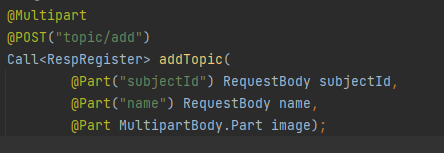 @Multipart
@POST("topic/add")
Call<RespRegister> addTopic(
@Part("subjectId") RequestBody subjectId,
@Part("name") RequestBody name,
@Part MultipartBody.Part image);